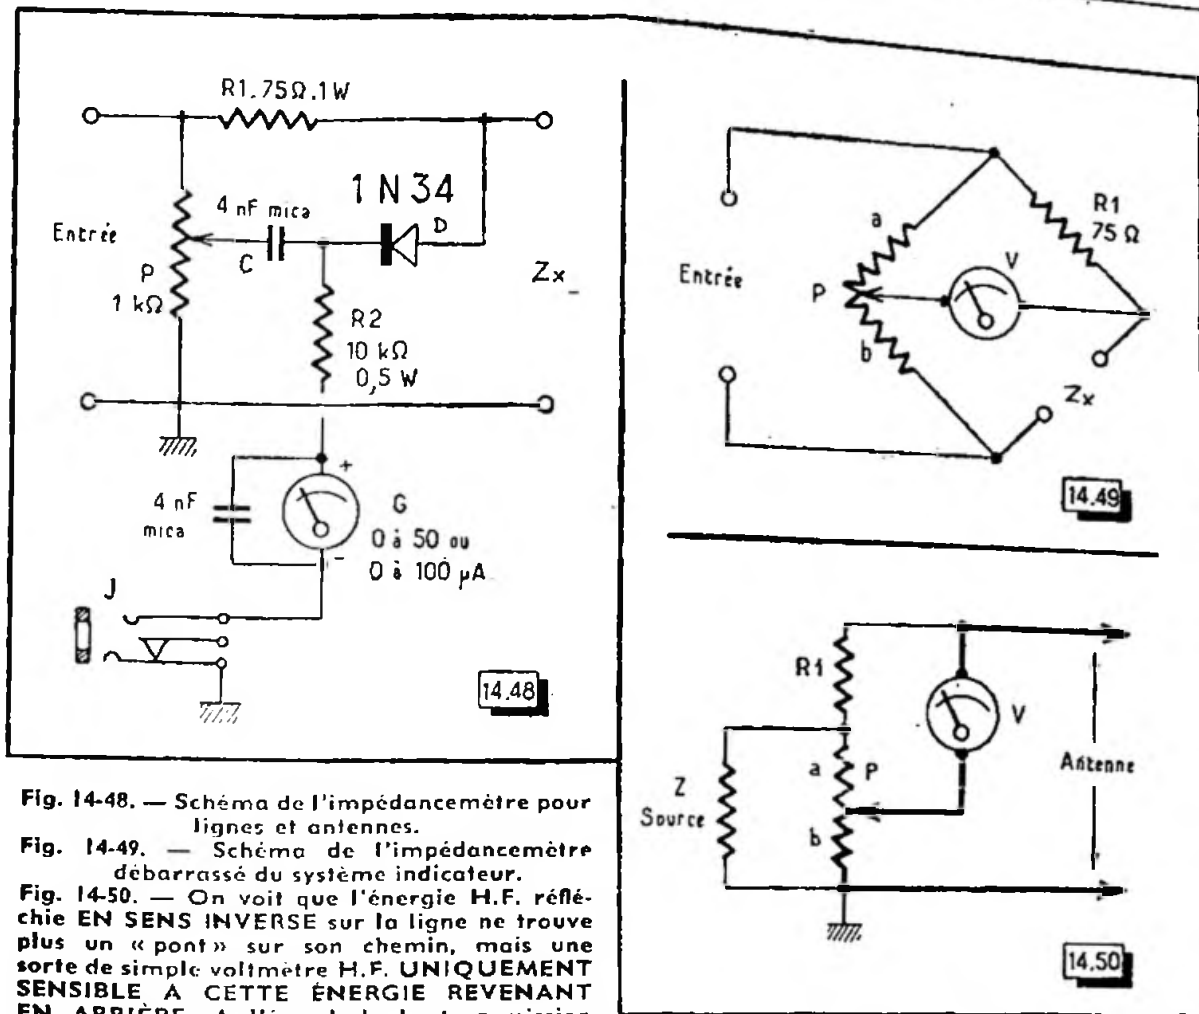 R1.75Ω.1W
1 N 34
4 nF mica
D
Entrée
C
P
1 kΩ
Zx
R2
10 kΩ
0,5 W
+
4 nF
mica
G
0 à 50 ou
0 à 100 µA
-
J
14.48
R1
75 Ω
a
V
Entrée
P
b
Zx
14.49
R1
V
a
P
Z
Source
Antenne
b
14.50
Fig. 14-48. — Schéma de l'impédancemètre pour
lignes et antennes.
Fig. 14-49. — Schéma de l'impédancemètre
débarrassé du système indicateur.
Fig. 14-50. — On voit que l'énergie H.F. réflé-
chie EN SENS INVERSE sur la ligne ne trouve
plus un « pont » sur son chemin, mais une
sorte de simple voltmètre H.F. UNIQUEMENT
SENSIBLE A CETTE ÉNERGIE REVENANT
EN ARRIÈRE